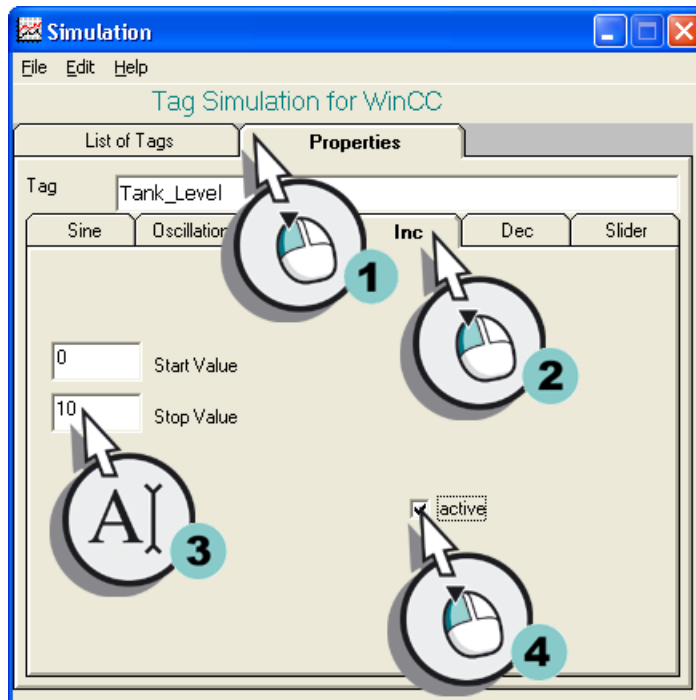 Simulation
File Edit Help
Tag Simulation for WinCC
List of Tags Properties
Tag Tank_Level
Sine Oscillation Inc Dec Slider
1
2
0 Start Value
10 Stop Value
active
A
3
4